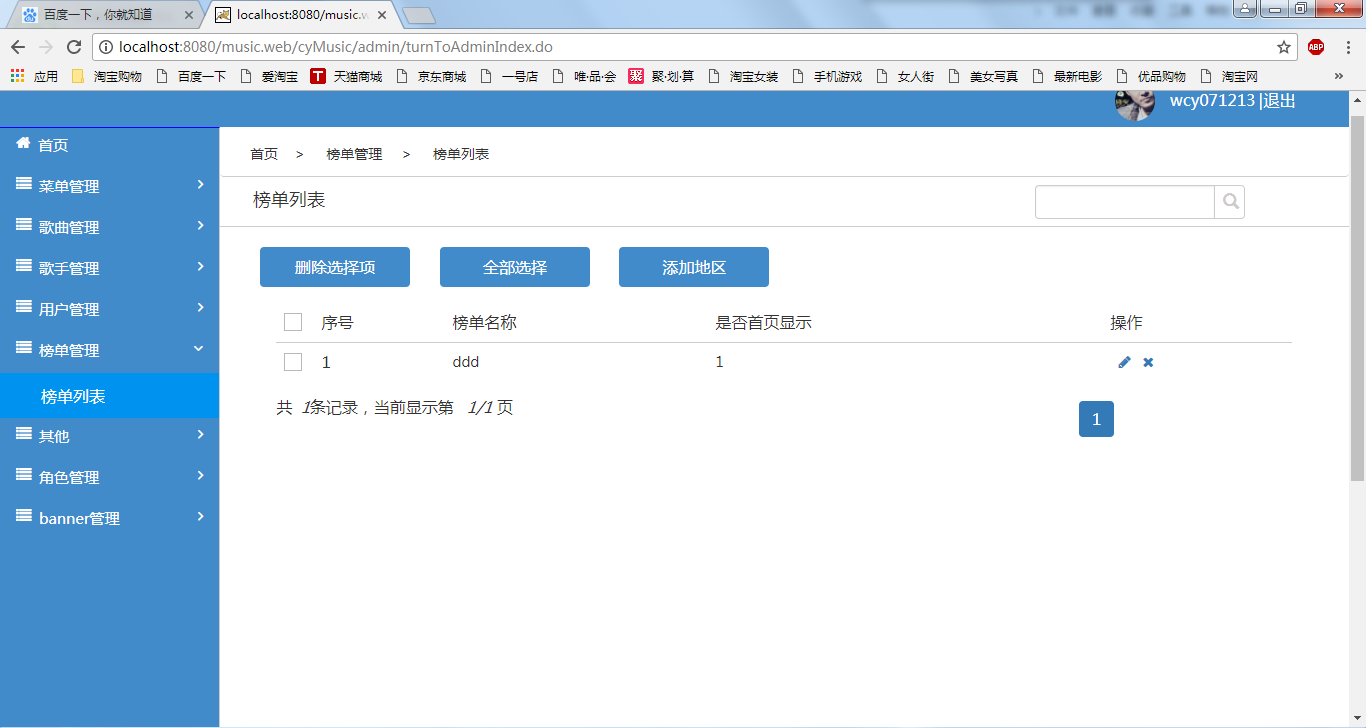 百度一下，你就知道
localhost:8080/music.w
localhost:8080/music.web/cyMusic/admin/turnToAdminIndex.do
ABP
应用 淘宝购物 百度一下 爱淘宝 T 天猫商城 京东商城 一号店 唯·品·会 聚 聚·划·算 淘宝女装 手机游戏 女人街 美女写真 最新电影 优品购物 淘宝网 »
wcy071213 |退出
首页
菜单管理
歌曲管理
歌手管理
用户管理
榜单管理
榜单列表
其他
角色管理
banner管理
首页 > 榜单管理 > 榜单列表
榜单列表
删除选择项 全部选择 添加地区
序号 榜单名称 是否首页显示 操作
1 ddd 1
共 1条记录，当前显示第 1/1 页
1